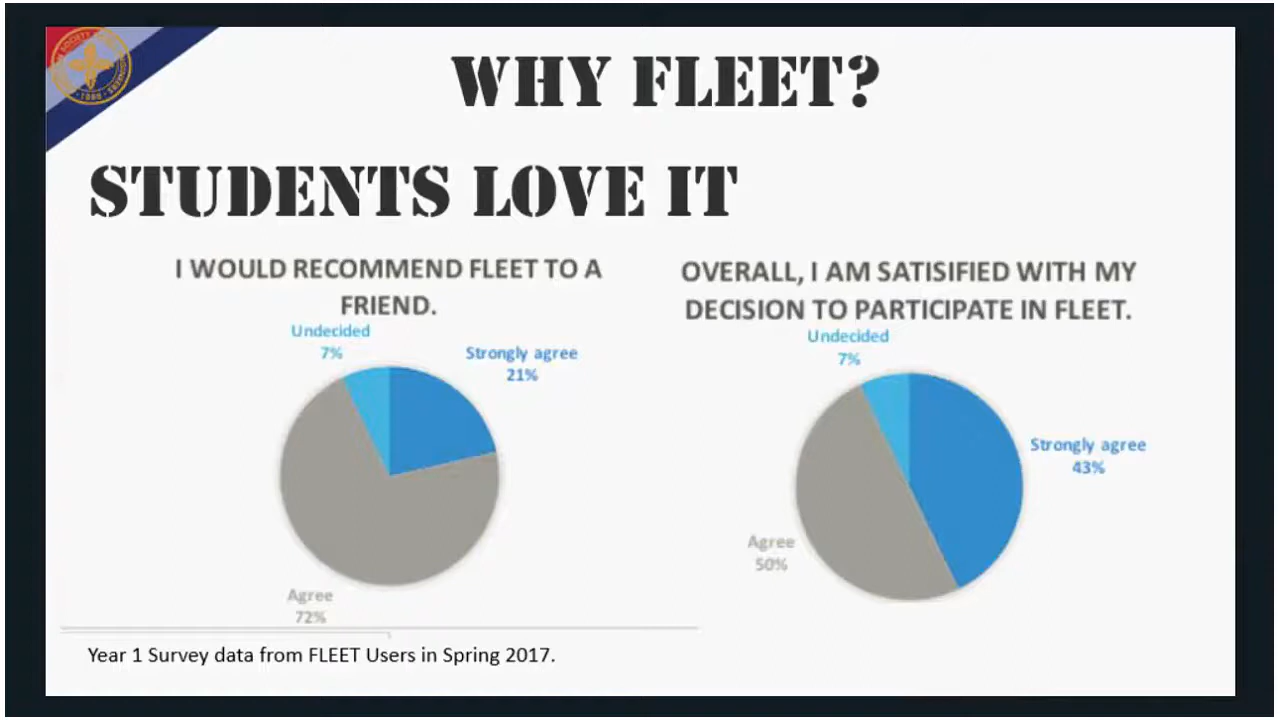 WHY FLEET?
STUDENTS LOVE IT
I WOULD RECOMMEND FLEET TO A
FRIEND.
Undecided
7%
Strongly agree
21%
Agree
72%
OVERALL, I AM SATISIFIED WITH MY
DECISION TO PARTICIPATE IN FLEET.
Undecided
7%
Strongly agree
43%
Agree
50%
Year 1 Survey data from FLEET Users in Spring 2017.